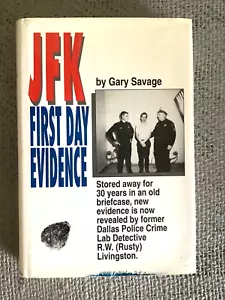 JFK
by Gary Savage
FIRST DAY
EVIDENCE
Stored away for
30 years in an old
briefcase, new
evidence is now
revealed by former
Dallas Police Crime
Lab Detective
R.W. (Rusty)
Livingston.